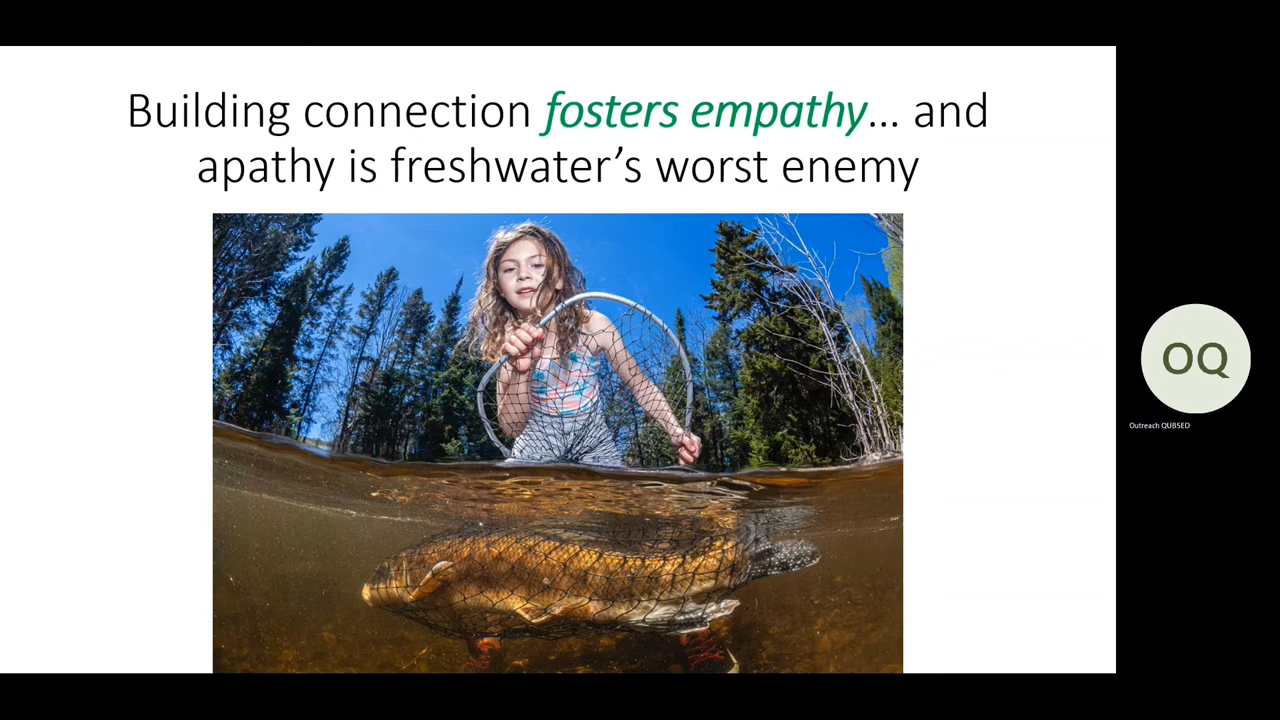 Building connection fosters empathy… and
apathy is freshwater’s worst enemy
OQ
Outreach QUBSED